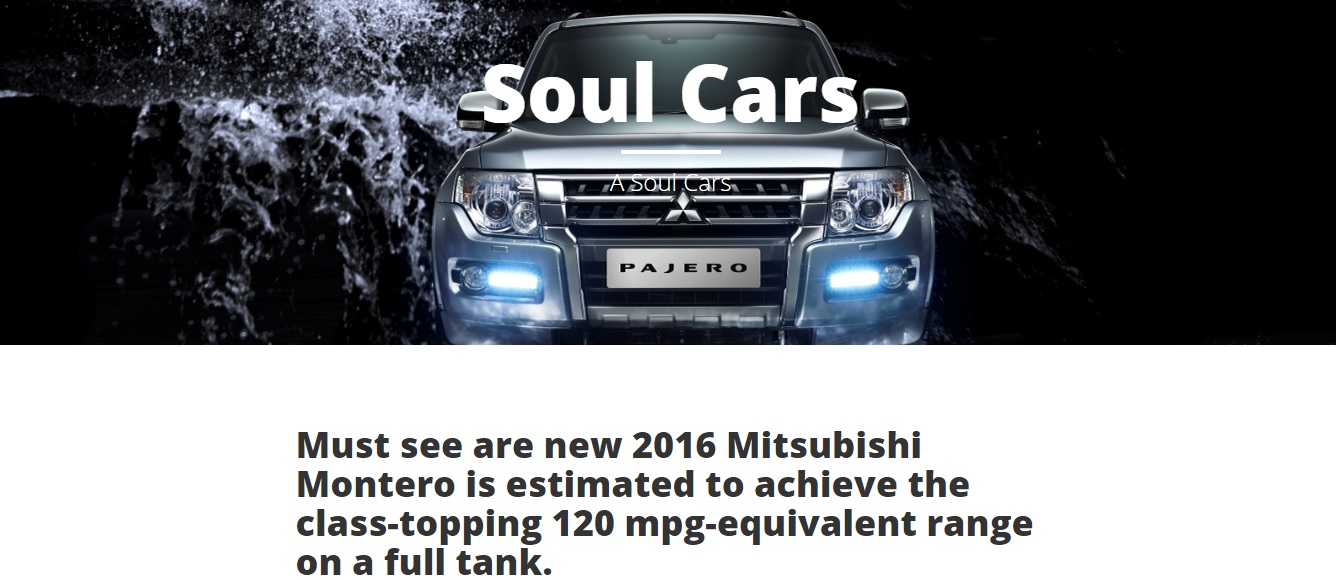 Soul Cars
A Soul Cars
PAJERO
Must see are new 2016 Mitsubishi
Montero is estimated to achieve the
class-topping 120 mpg-equivalent range
on a full tank.